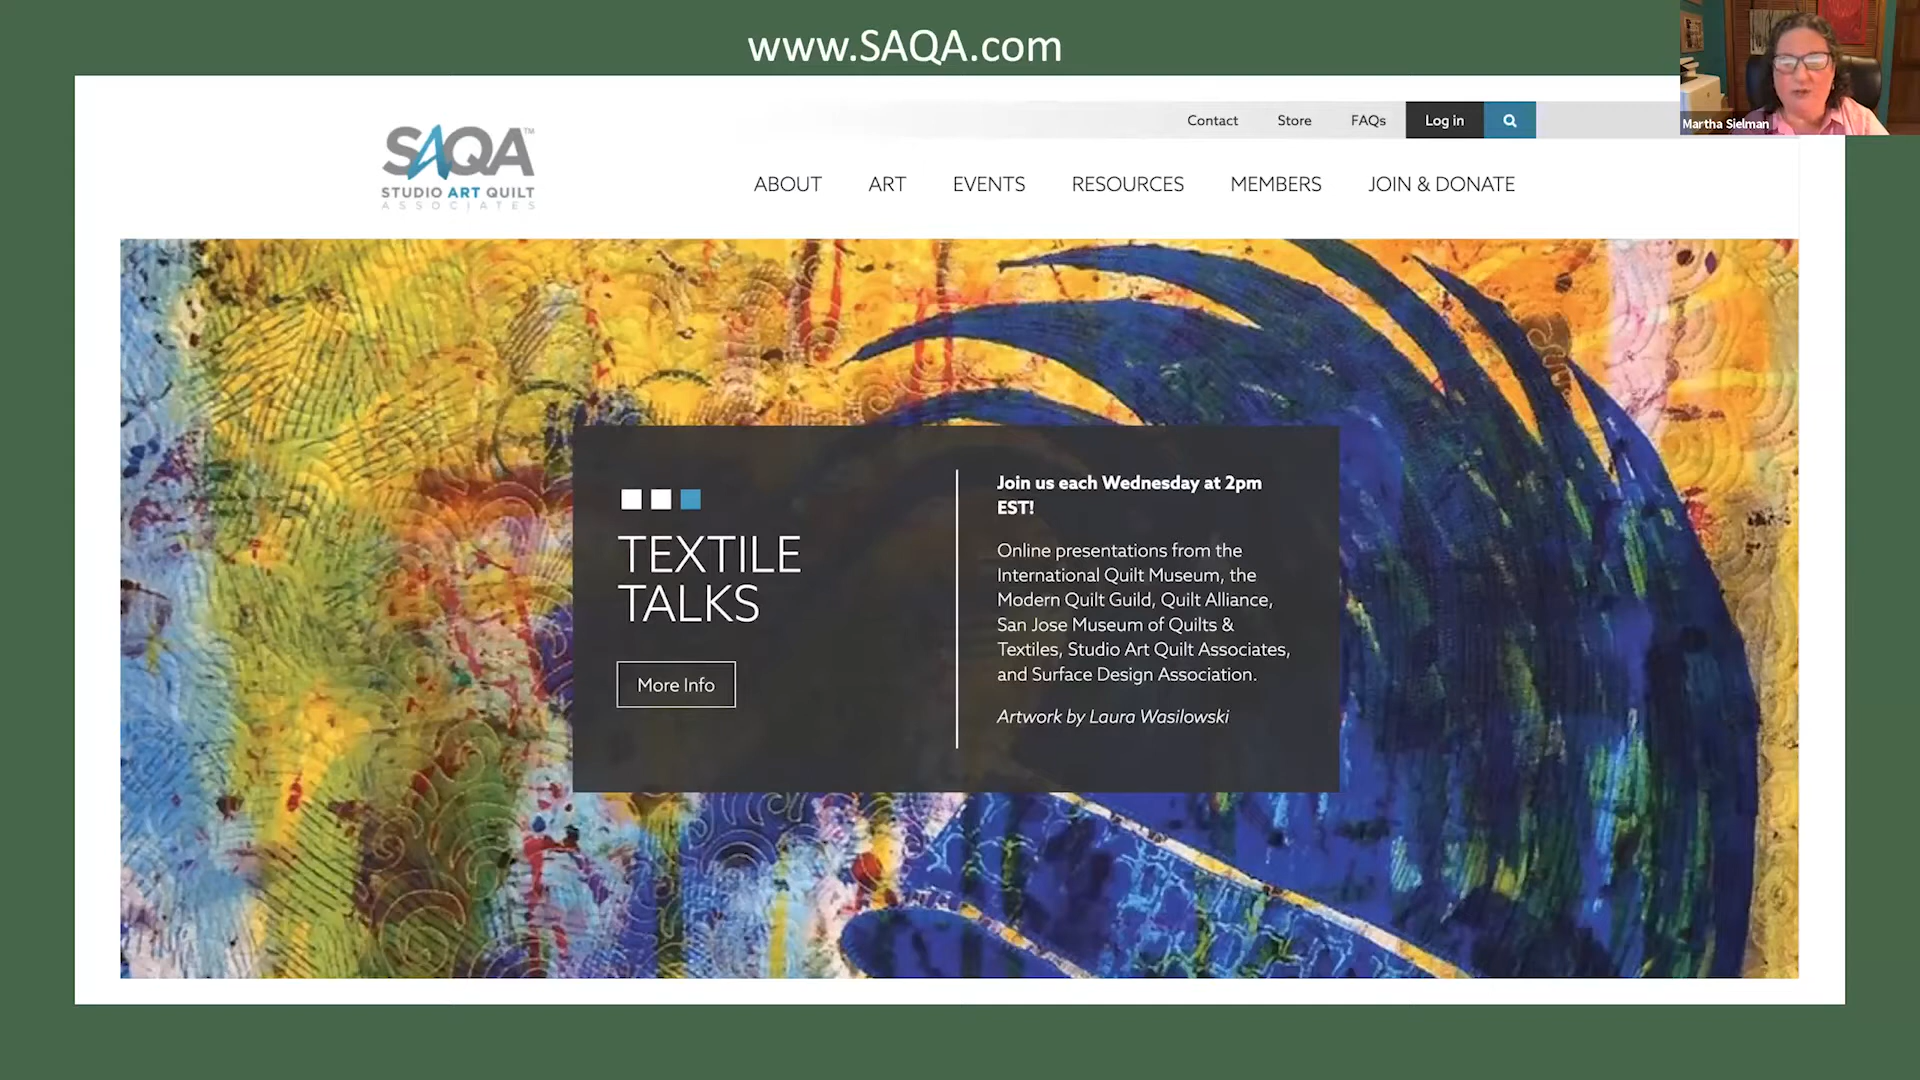 www.SAQA.com
Martha Sielman
Contact
Store
FAQs
Log in
SAQA™
STUDIO ART QUILT
ASSOCIATES
ABOUT
ART
EVENTS
RESOURCES
MEMBERS
JOIN & DONATE
TEXTILE
TALKS
More Info
Join us each Wednesday at 2pm
EST!
Online presentations from the
International Quilt Museum, the
Modern Quilt Guild, Quilt Alliance,
San Jose Museum of Quilts &
Textiles, Studio Art Quilt Associates,
and Surface Design Association.
Artwork by Laura Wasilowski